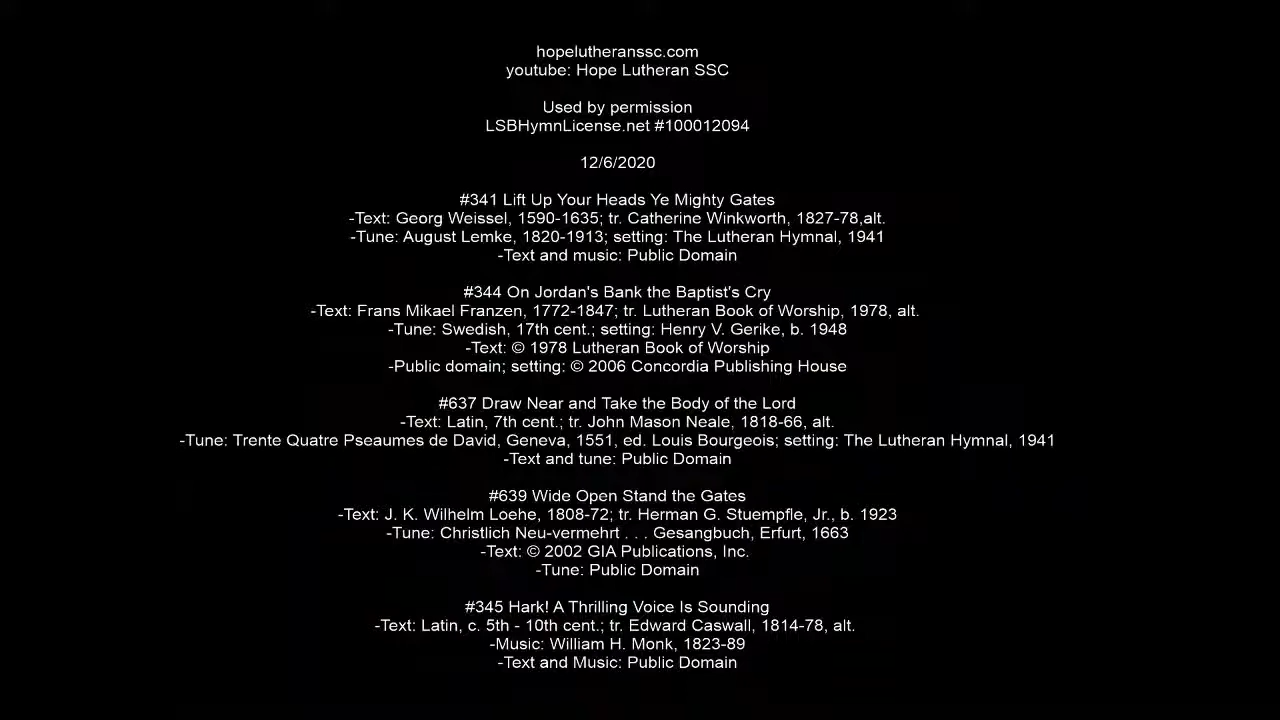 hopelutheranssc.com
youtube: Hope Lutheran SSC
Used by permission
LSBHymnLicense.net #100012094
12/6/2020
#341 Lift Up Your Heads Ye Mighty Gates
-Text: Georg Weissel, 1590-1635; tr. Catherine Winkworth, 1827-78,alt.
-Tune: August Lemke, 1820-1913; setting: The Lutheran Hymnal, 1941
-Text and music: Public Domain
#344 On Jordan's Bank the Baptist's Cry
-Text: Frans Mikael Franzen, 1772-1847; tr. Lutheran Book of Worship, 1978, alt.
-Tune: Swedish, 17th cent.; setting: Henry V. Gerike, b. 1948
-Text: © 1978 Lutheran Book of Worship
-Public domain; setting: © 2006 Concordia Publishing House
#637 Draw Near and Take the Body of the Lord
-Text: Latin, 7th cent.; tr. John Mason Neale, 1818-66, alt.
-Tune: Trente Quatre Pseaumes de David, Geneva, 1551, ed. Louis Bourgeois; setting: The Lutheran Hymnal, 1941
-Text and tune: Public Domain
#639 Wide Open Stand the Gates
-Text: J. K. Wilhelm Loehe, 1808-72; tr. Herman G. Stuempfle, Jr., b. 1923
-Tune: Christlich Neu-vermehrt . . . Gesangbuch, Erfurt, 1663
-Text: © 2002 GIA Publications, Inc.
-Tune: Public Domain
#345 Hark! A Thrilling Voice Is Sounding
-Text: Latin, c. 5th - 10th cent.; tr. Edward Caswall, 1814-78, alt.
-Music: William H. Monk, 1823-89
-Text and Music: Public Domain